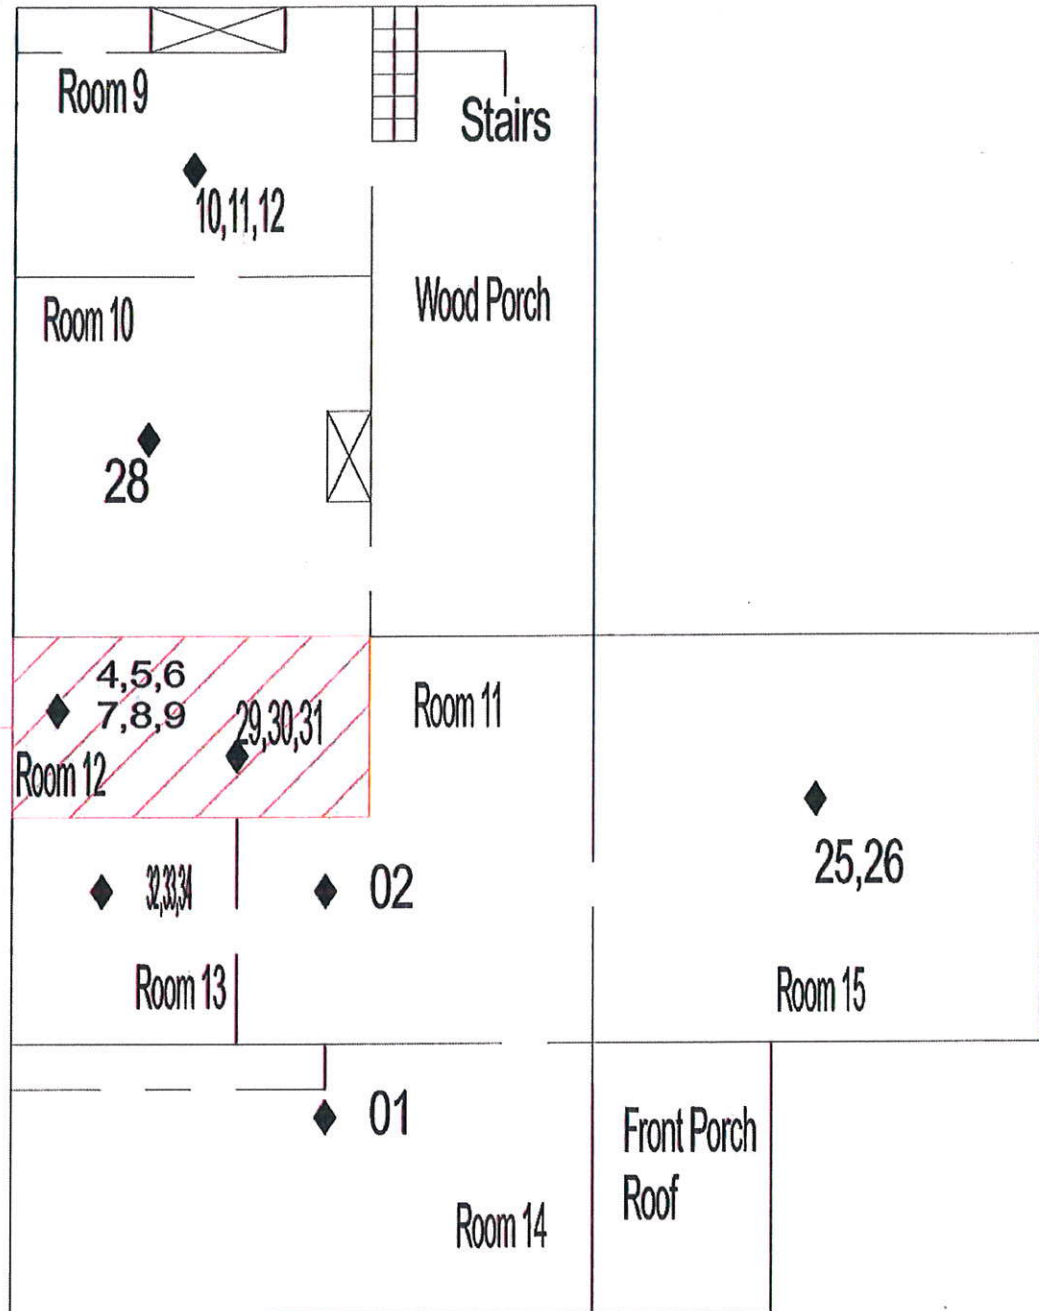 Room 9
Stairs
10,11,12
Room 10
Wood Porch
28
4,5,6
7,8,9
29,30,31
Room 11
Room 12
25,26
32,33,34
02
Room 13
Room 15
01
Front Porch
Roof
Room 14